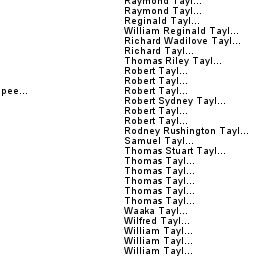 Raymond Tayl...
Raymond Tayl...
Reginald Tayl...
William Reginald Tayl...
Richard Wadilove Tayl...
Richard Tayl...
Thomas Riley Tayl...
Robert Tayl...
Robert Tayl...
pee... Robert Tayl...
Robert Sydney Tayl...
Robert Tayl...
Robert Tayl...
Rodney Rushington Tayl...
Samuel Tayl...
Thomas Stuart Tayl...
Thomas Tayl...
Thomas Tayl...
Thomas Tayl...
Thomas Tayl...
Thomas Tayl...
Waaka Tayl...
Wilfred Tayl...
William Tayl...
William Tayl...
William Tayl...